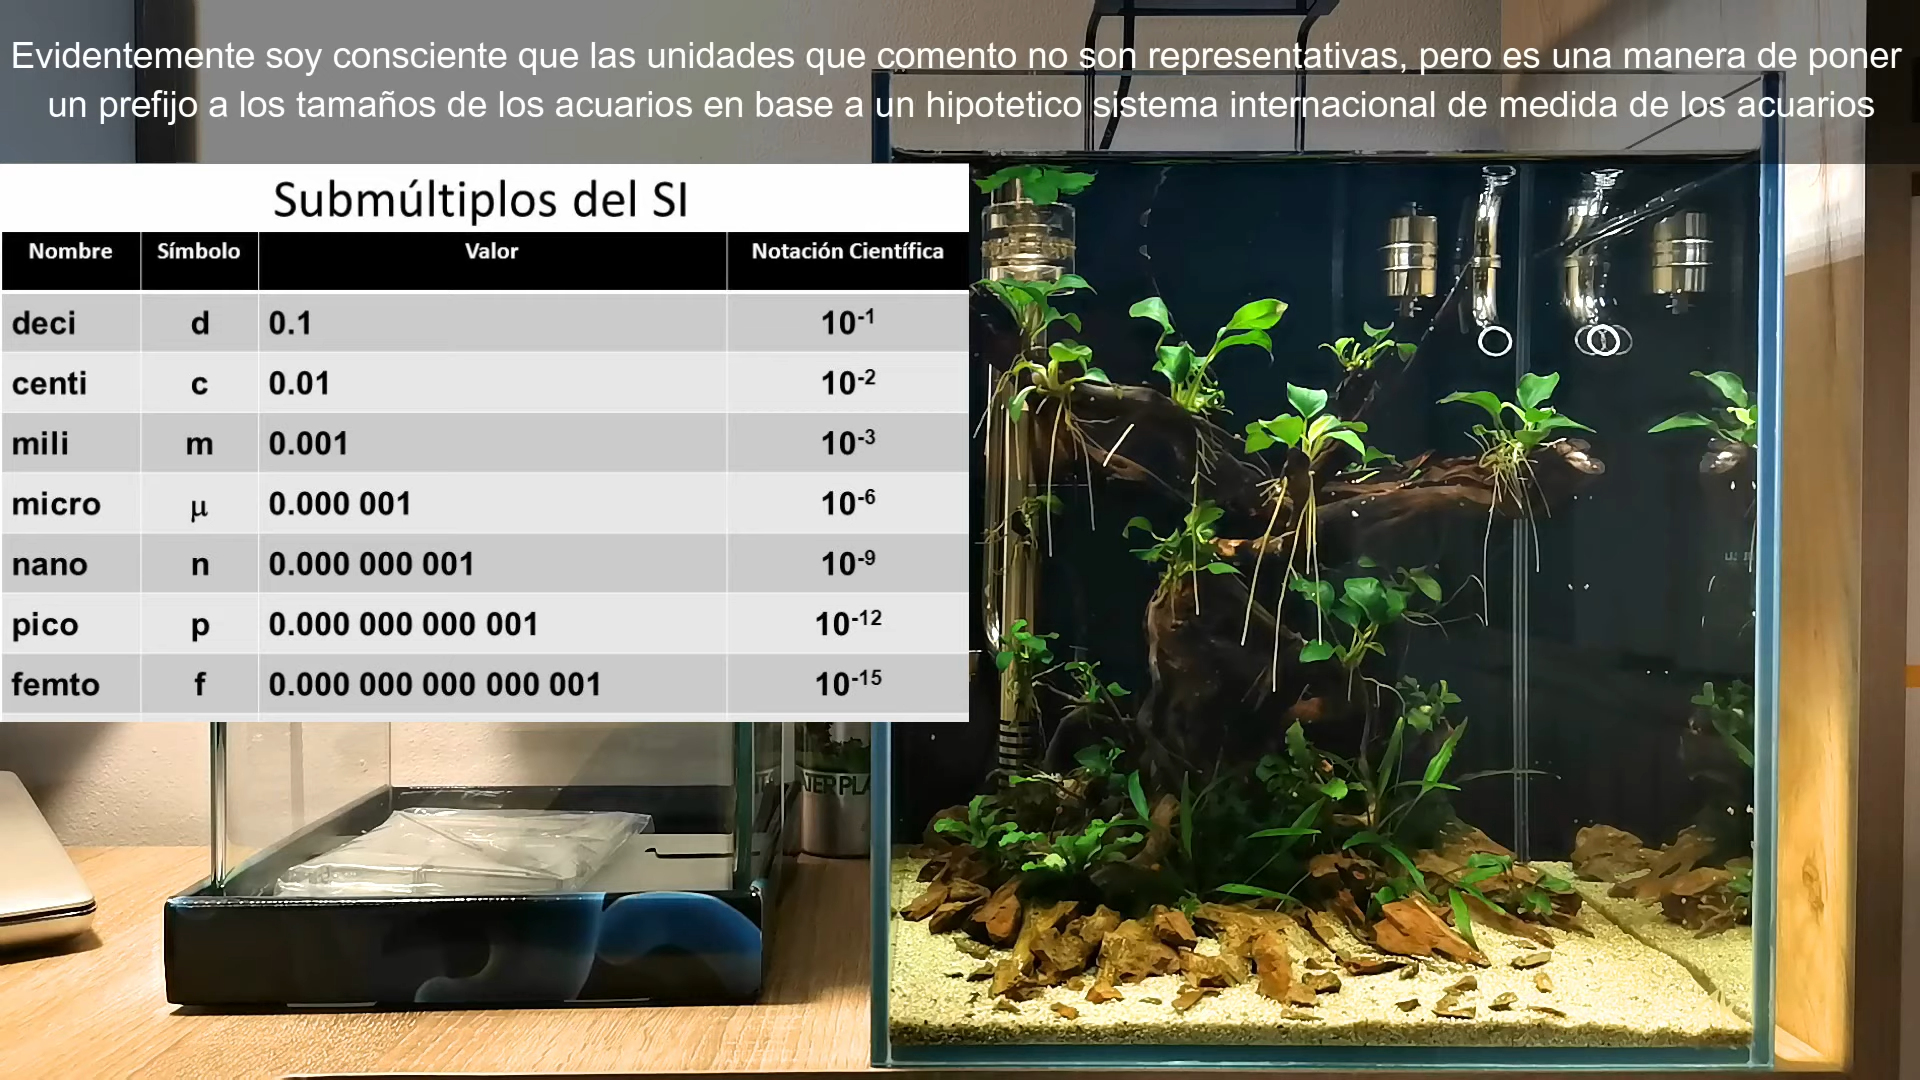 Evidentemente soy consciente que las unidades que comento no son representativas, pero es una manera de poner
un prefijo a los tamaños de los acuarios en base a un hipotetico sistema internacional de medida de los acuarios
Submúltiplos del SI
Nombre Símbolo Valor Notación Científica
deci d 0.1 10⁻¹
centi c 0.01 10⁻²
mili m 0.001 10⁻³
micro μ 0.000 001 10⁻⁶
nano n 0.000 000 001 10⁻⁹
pico p 0.000 000 000 001 10⁻¹²
femto f 0.000 000 000 000 001 10⁻¹⁵